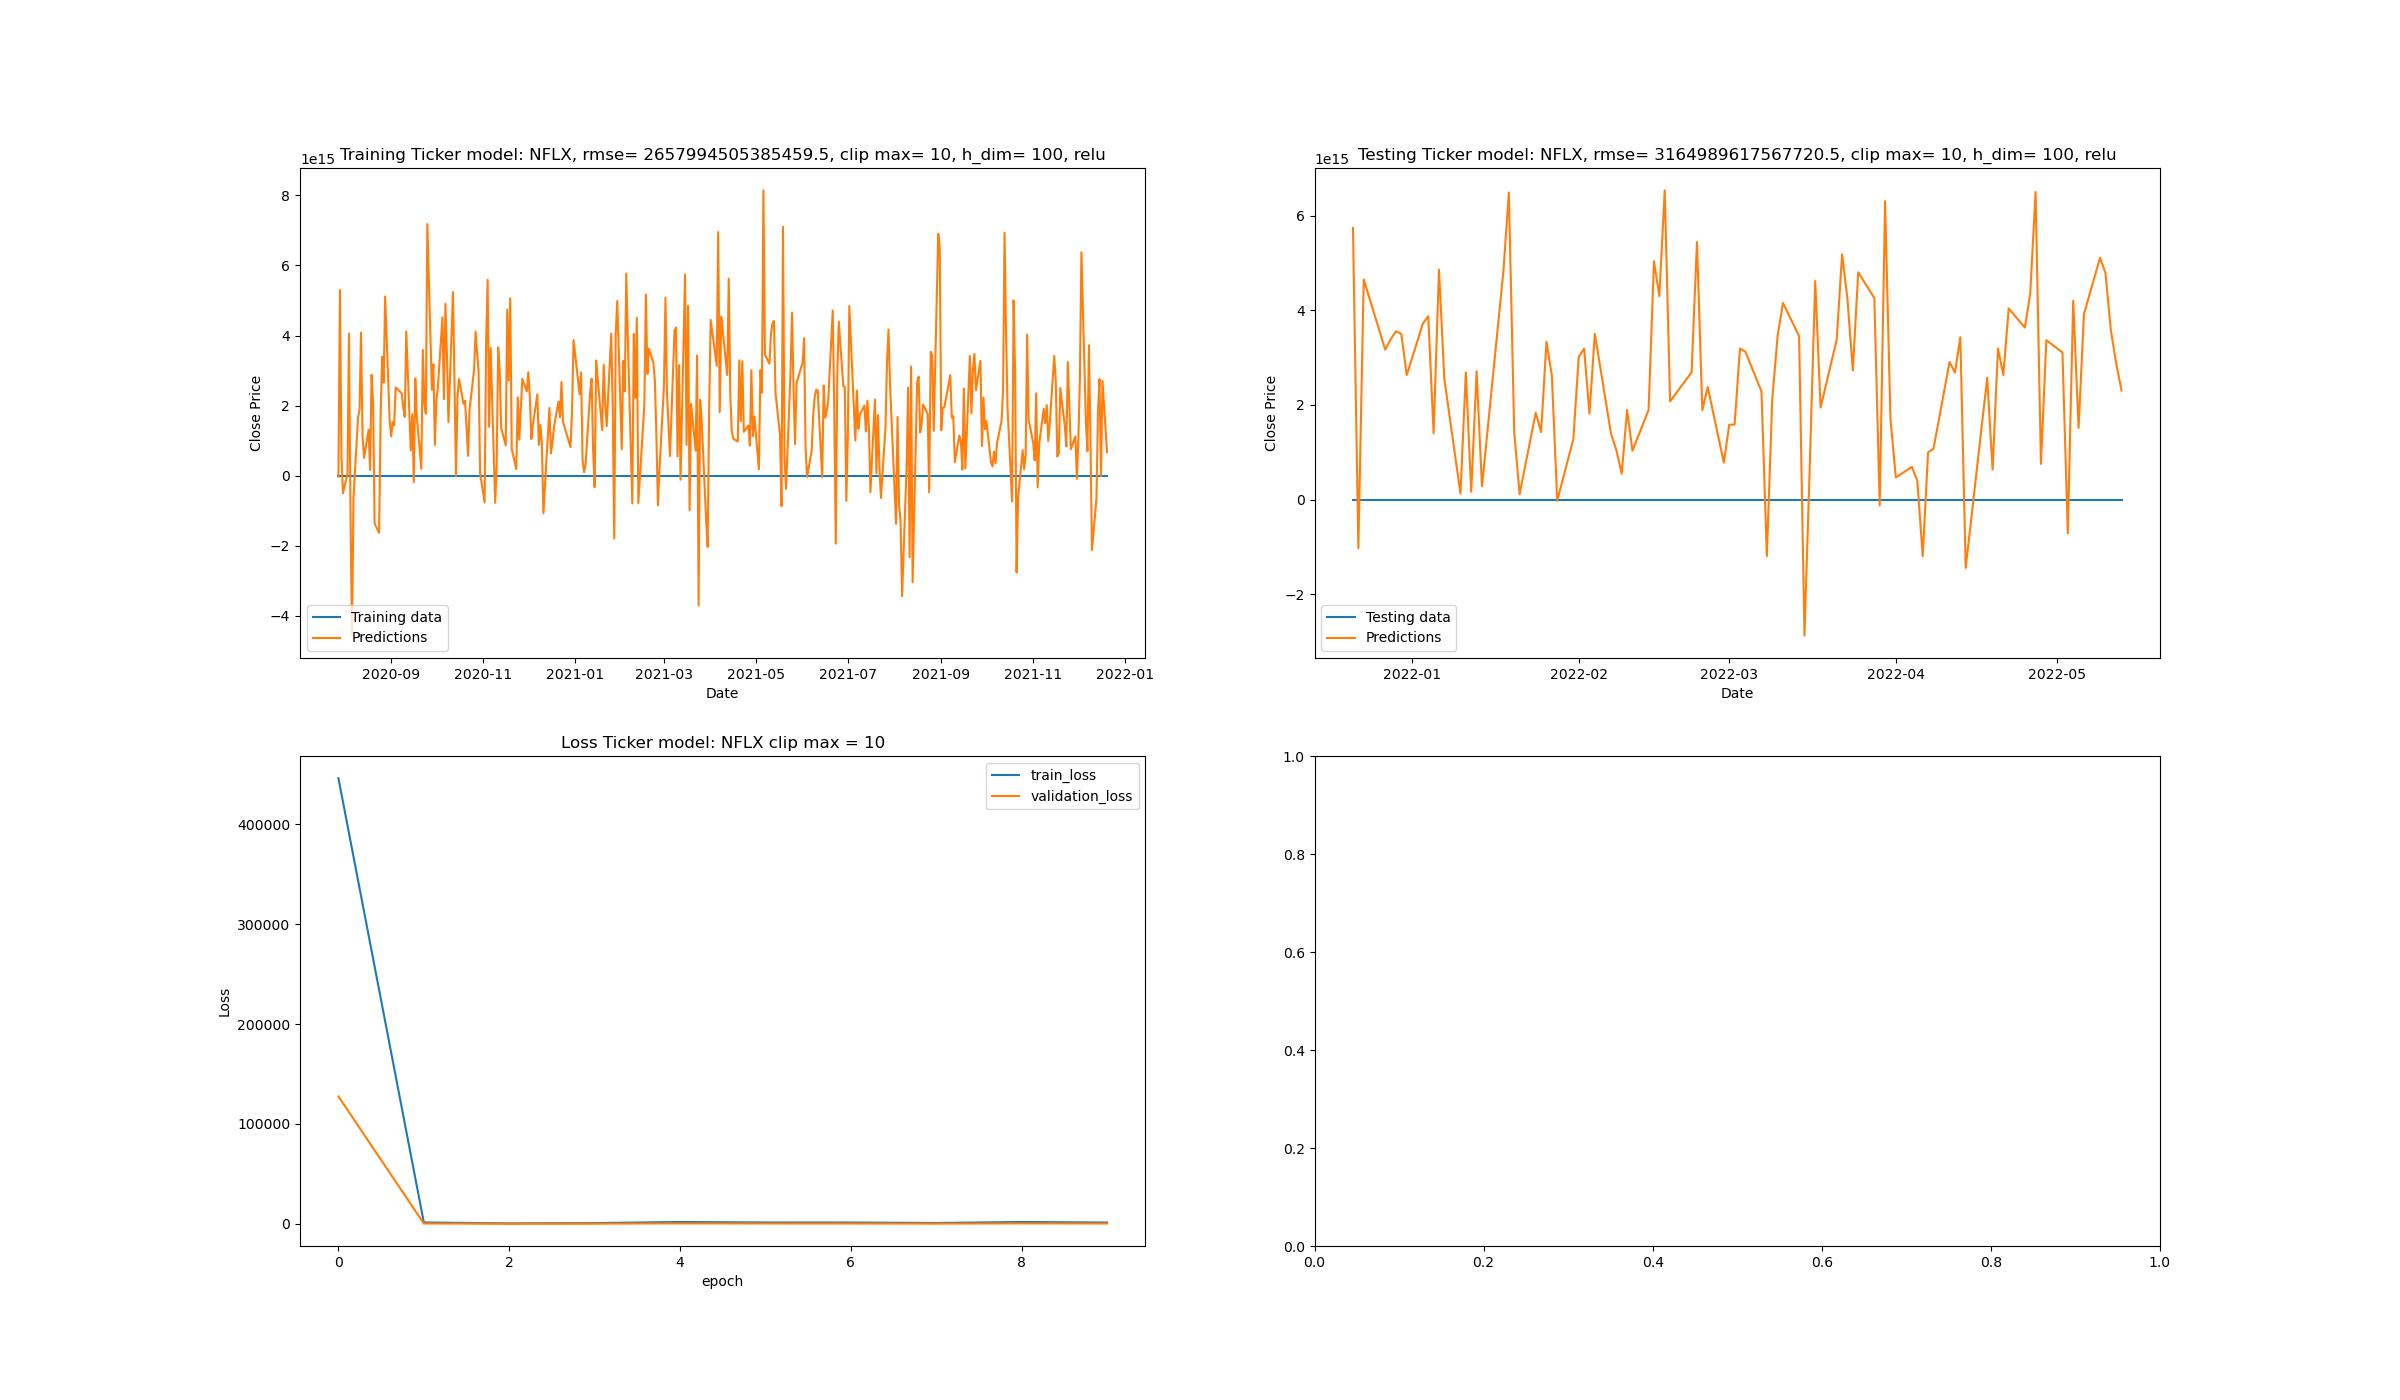 Training Ticker model: NFLX, rmse= 2657994505385459.5, clip max= 10, h_dim= 100, relu
1e15
8
6
4
2
0
−2
−4
Close Price
Training data
Predictions
2020-09 2020-11 2021-01 2021-03 2021-05 2021-07 2021-09 2021-11 2022-01
Date
Testing Ticker model: NFLX, rmse= 3164989617567720.5, clip max= 10, h_dim= 100, relu
1e15
6
4
2
0
−2
Close Price
Testing data
Predictions
2022-01 2022-02 2022-03 2022-04 2022-05
Date
Loss Ticker model: NFLX clip max = 10
train_loss
validation_loss
400000
300000
200000
100000
0
Loss
0 2 4 6 8
epoch
1.0
0.8
0.6
0.4
0.2
0.0
0.0 0.2 0.4 0.6 0.8 1.0